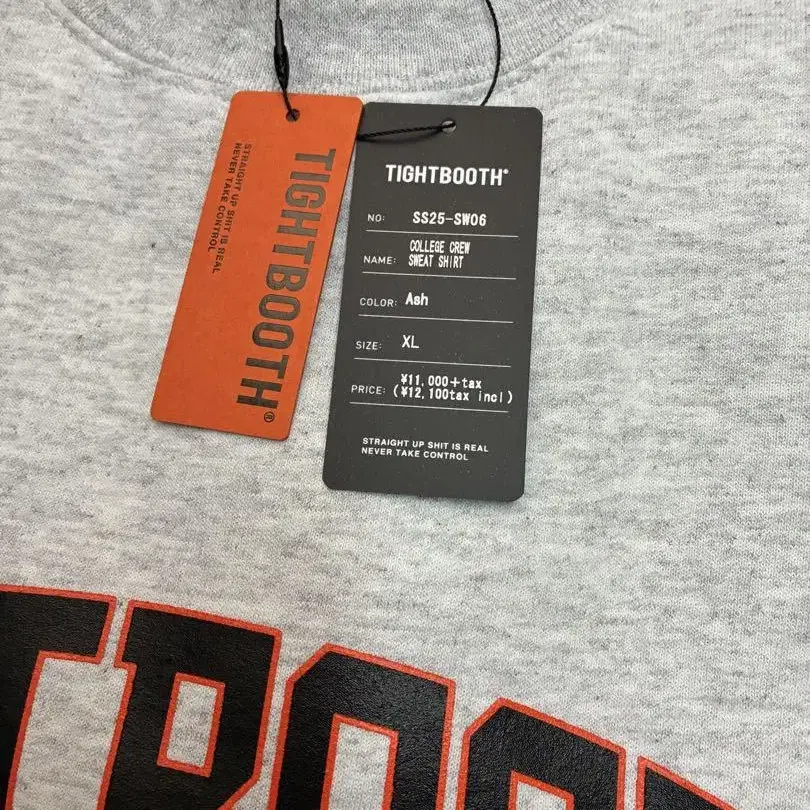 TIGHTBOOTH®
STRAIGHT UP SHIT IS REAL
NEVER TAKE CONTROL
TIGHTBOOTH®
NO: SS25-SW06
NAME: COLLEGE CREW
SWEAT SHIRT
COLOR: Ash
SIZE: XL
PRICE: ¥11,000+tax
(¥12,100tax incl)
STRAIGHT UP SHIT IS REAL
NEVER TAKE CONTROL